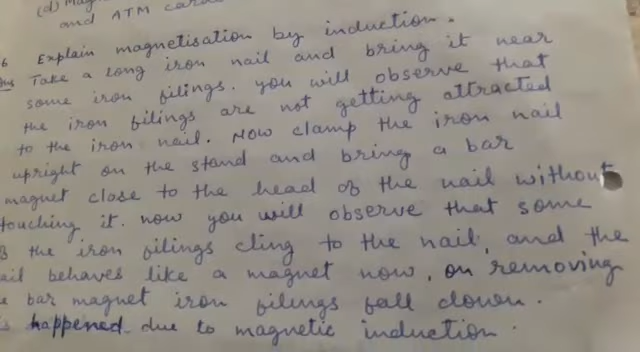 (d) Mag
and ATM card
6 Explain magnetisation by induction.
Ans Take a long iron nail and bring it near
some iron filings. you will observe that
the iron filings are not getting attracted
to the iron nail. Now clamp the iron nail
upright on the stand and bring a bar
magnet close to the head of the nail without
touching it. now you will observe that some
the iron filings cling to the nail, and the
ail behaves like a magnet now, on removing
bar magnet iron filings fall down.
is happened due to magnetic induction.